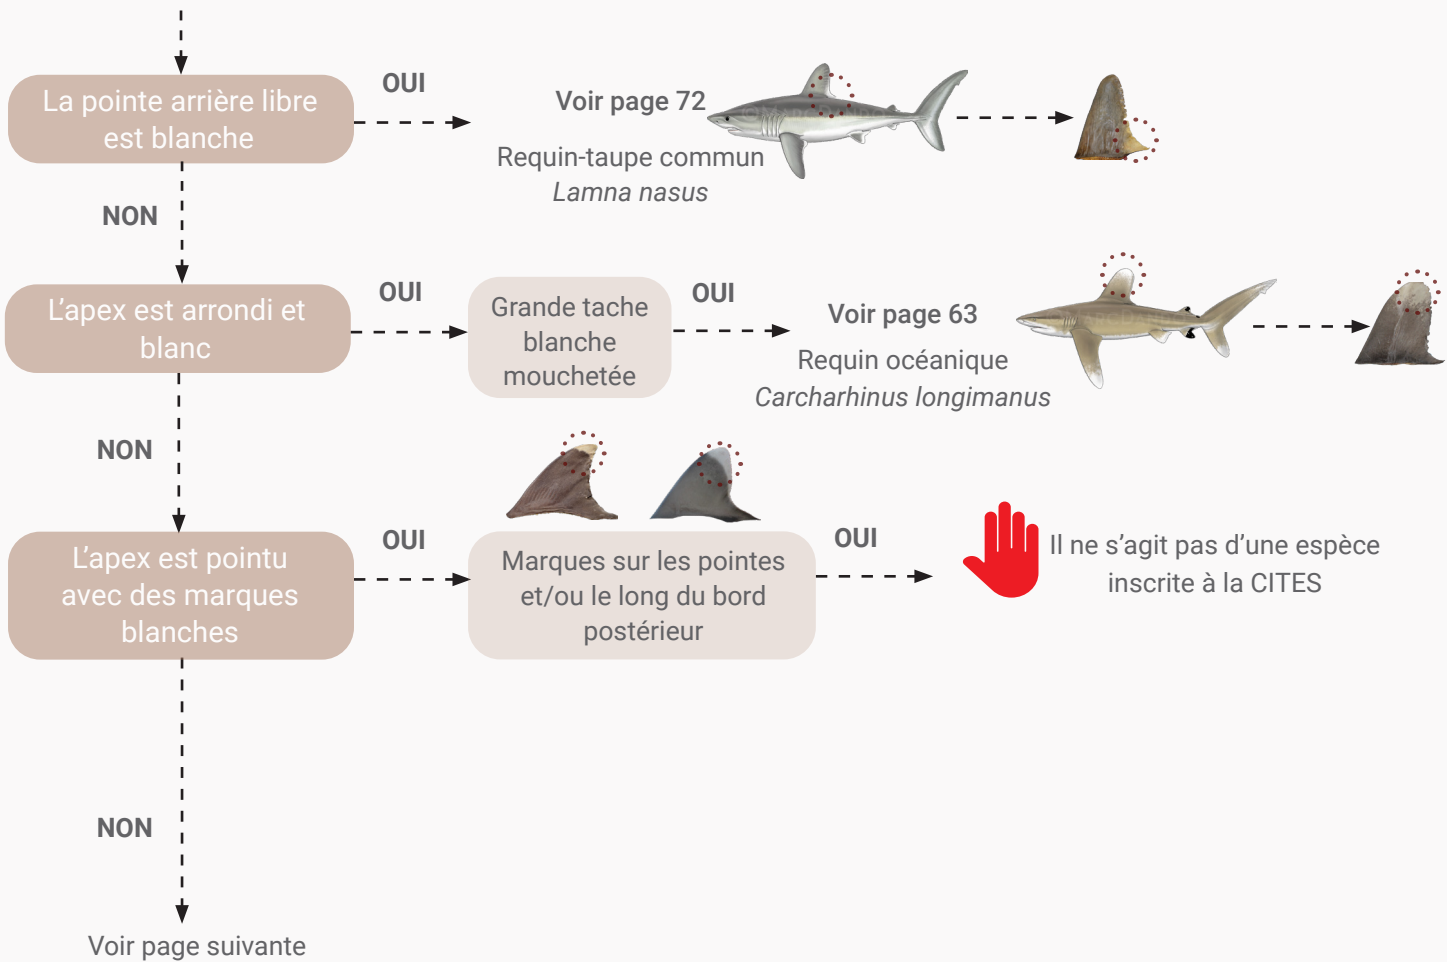 La pointe arrière libre
est blanche
OUI
Voir page 72
Requin-taupe commun
Lamna nasus
NON
L'apex est arrondi et
blanc
OUI
Grande tache
blanche
mouchetée
OUI
Voir page 63
Requin océanique
Carcharhinus longimanus
NON
L'apex est pointu
avec des marques
blanches
OUI
Marques sur les pointes
et/ou le long du bord
postérieur
OUI
Il ne s'agit pas d'une espèce
inscrite à la CITES
NON
Voir page suivante